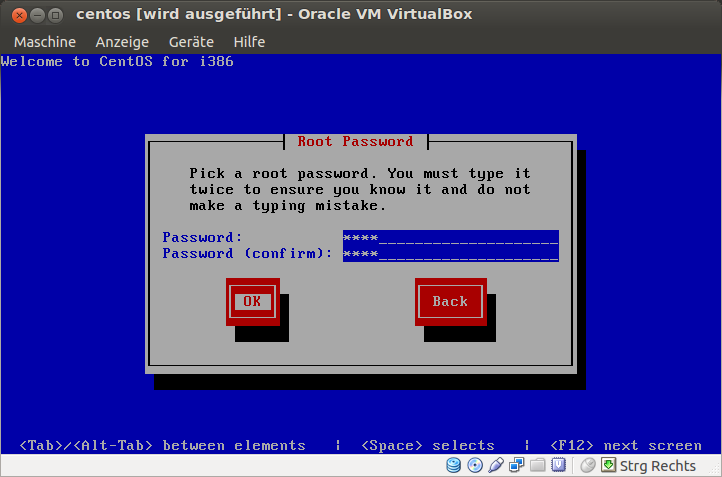 centos [wird ausgeführt] - Oracle VM VirtualBox
Maschine Anzeige Geräte Hilfe
Welcome to CentOS for i386
Root Password
Pick a root password. You must type it
twice to ensure you know it and do not
make a typing mistake.
Password: ****____________________
Password (confirm): ****____________________
OK Back
<Tab>/<Alt-Tab> between elements | <Space> selects | <F12> next screen
Strg Rechts